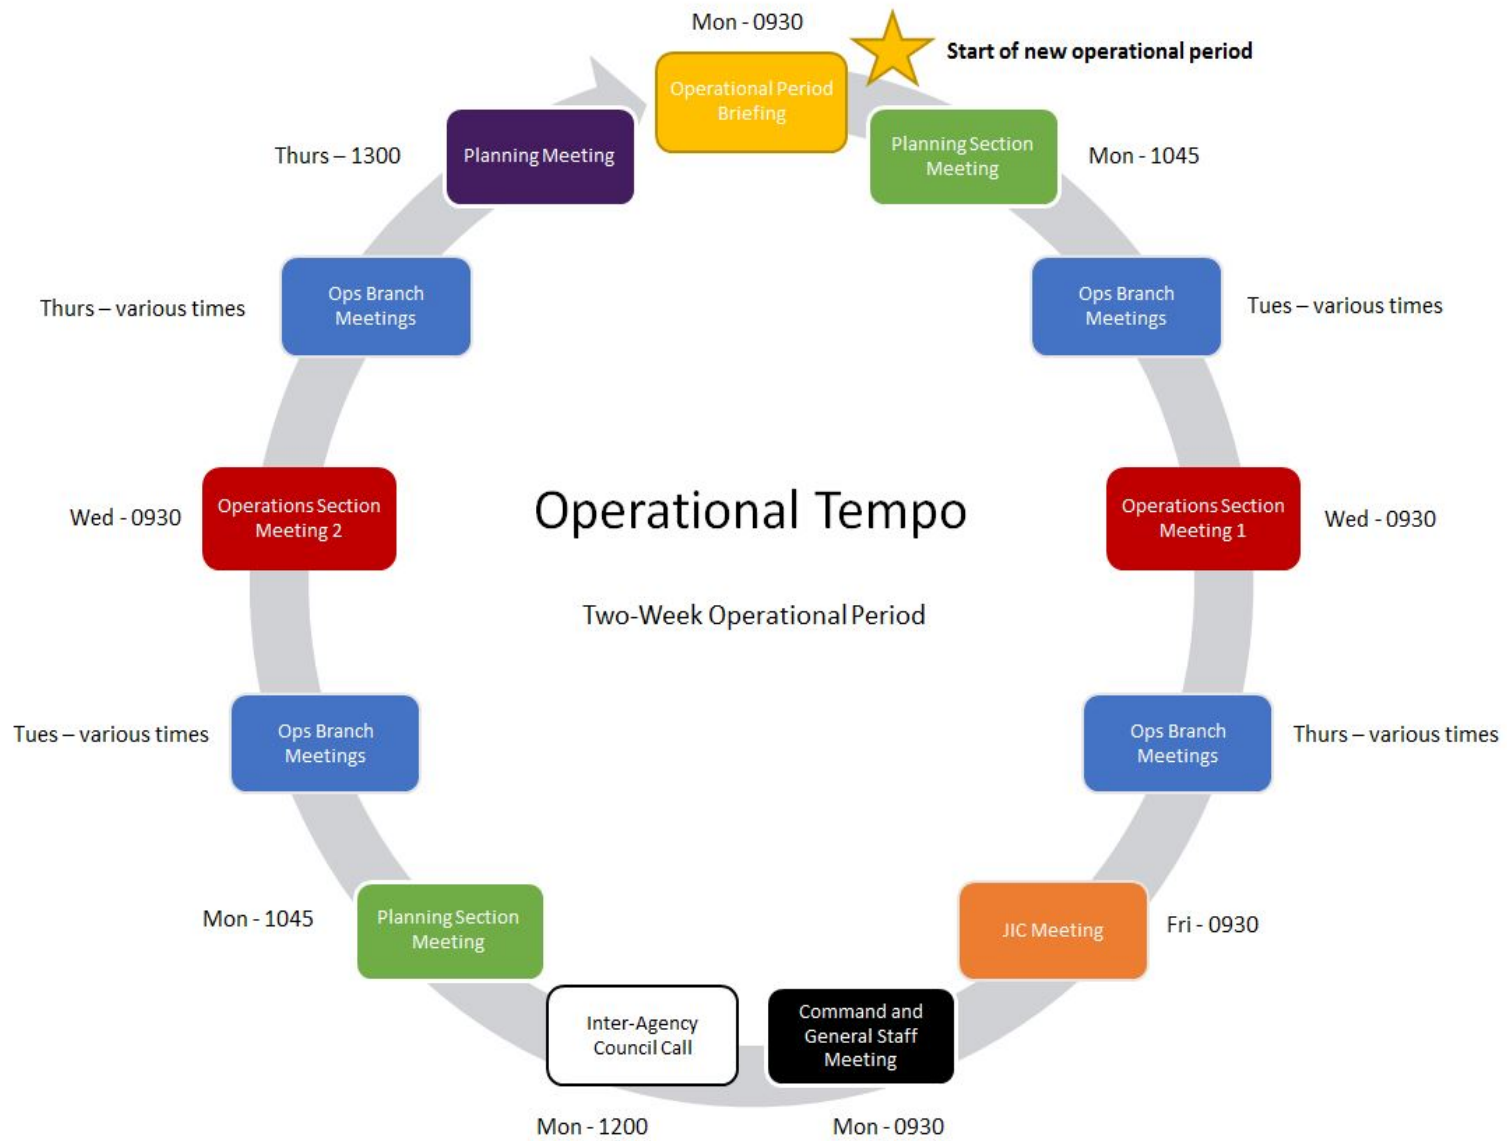 Mon - 0930
Start of new operational period
Operational Period
Briefing
Planning Section
Meeting
Mon - 1045
Ops Branch
Meetings
Tues – various times
Operations Section
Meeting 1
Wed - 0930
Ops Branch
Meetings
Thurs – various times
JIC Meeting
Fri - 0930
Command and
General Staff
Meeting
Mon - 0930
Inter-Agency
Council Call
Mon - 1200
Planning Section
Meeting
Mon - 1045
Ops Branch
Meetings
Tues – various times
Operations Section
Meeting 2
Wed - 0930
Ops Branch
Meetings
Thurs – various times
Planning Meeting
Thurs – 1300
Operational Tempo
Two-Week Operational Period